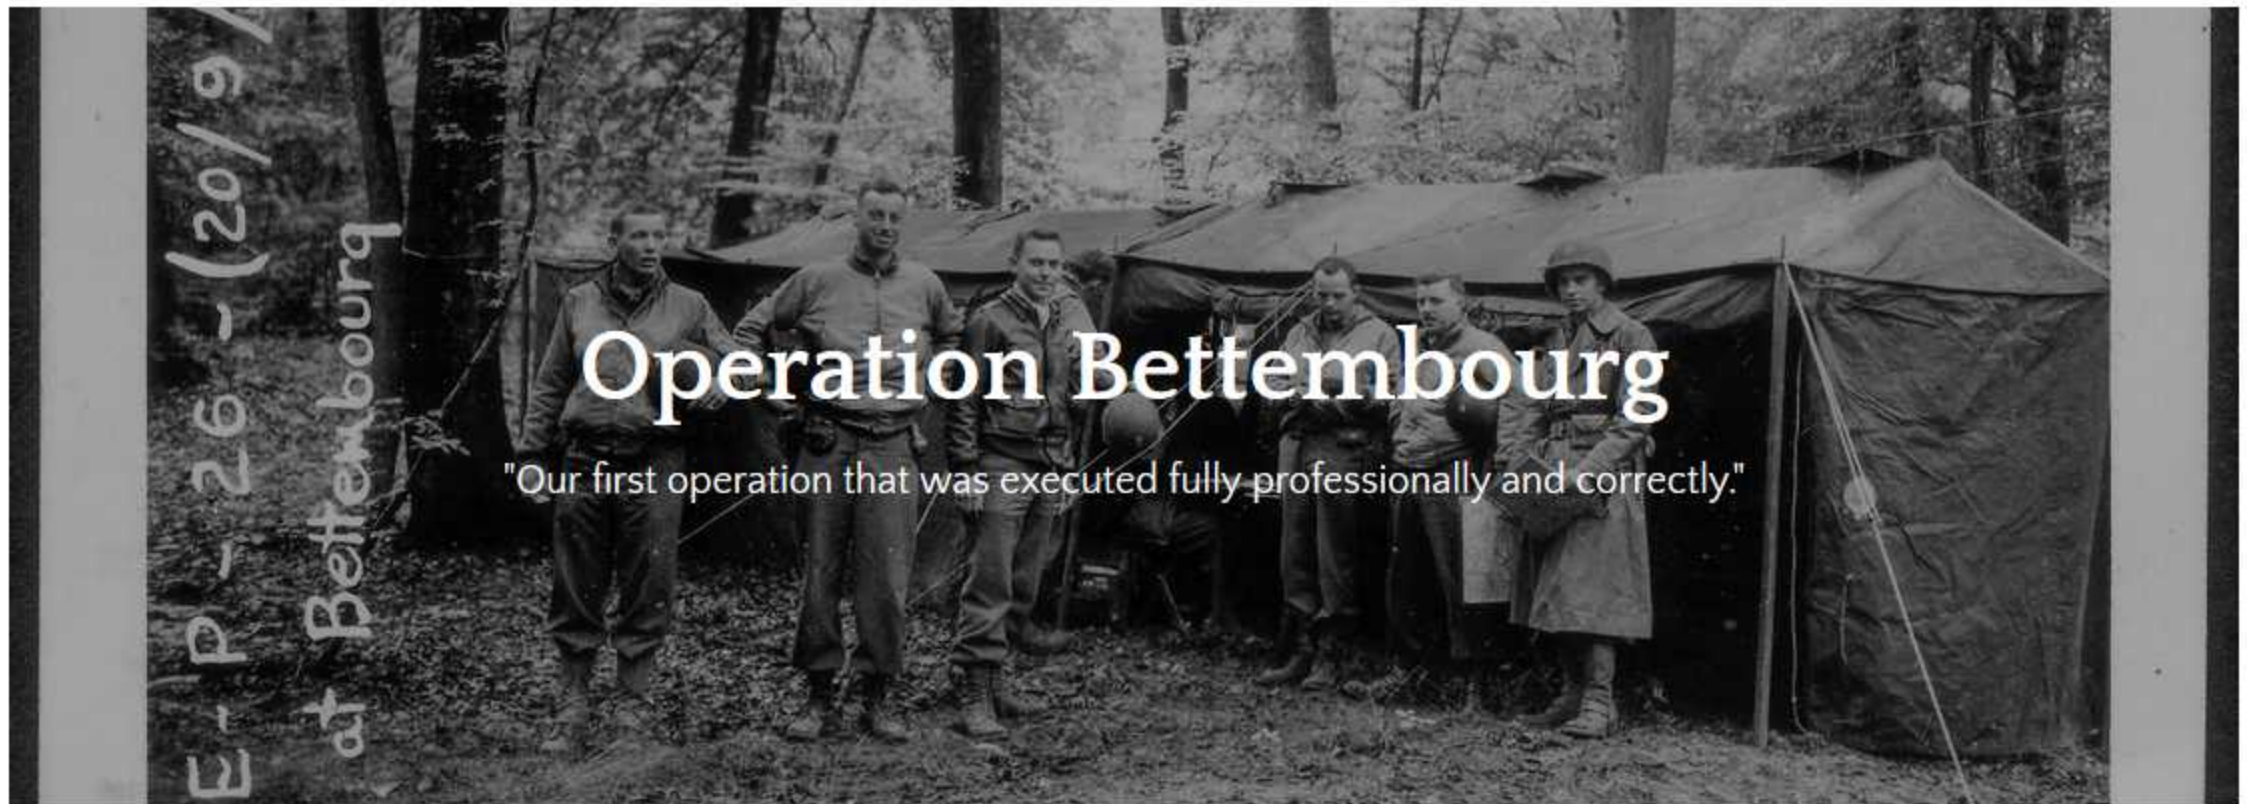 Operation Bettembourg
"Our first operation that was executed fully professionally and correctly."
E-P-26-(20/9/
at Bettembourg